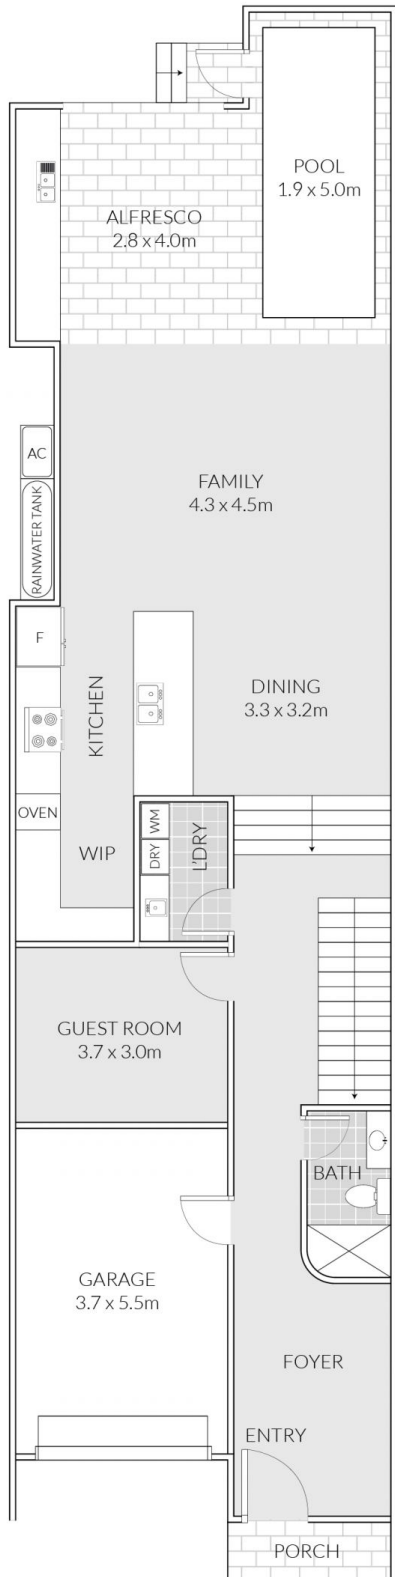 POOL
1.9 x 5.0m
ALFRESCO
2.8 x 4.0m
AC
RAINWATER TANK
FAMILY
4.3 x 4.5m
F
KITCHEN
DINING
3.3 x 3.2m
OVEN
WIP
WM
DRY
L'DRY
GUEST ROOM
3.7 x 3.0m
BATH
GARAGE
3.7 x 5.5m
FOYER
ENTRY
PORCH